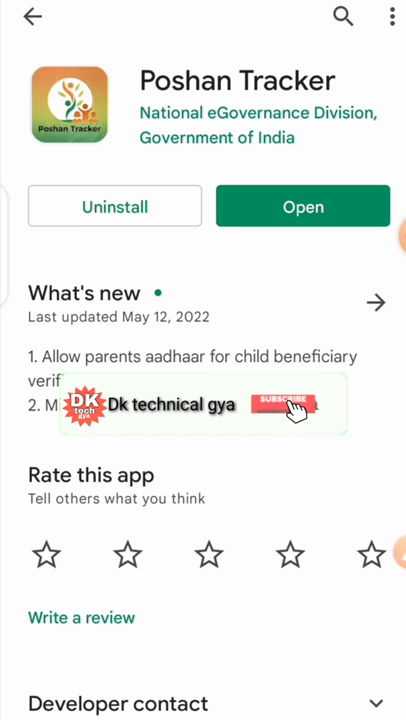 Poshan Tracker
Poshan Tracker
National eGovernance Division,
Government of India
Uninstall
Open
What's new
Last updated May 12, 2022
1. Allow parents aadhaar for child beneficiary
2. M
DK
tech
gya
Dk technical gya
SUBSCRIBE
Rate this app
Tell others what you think
Write a review
Developer contact